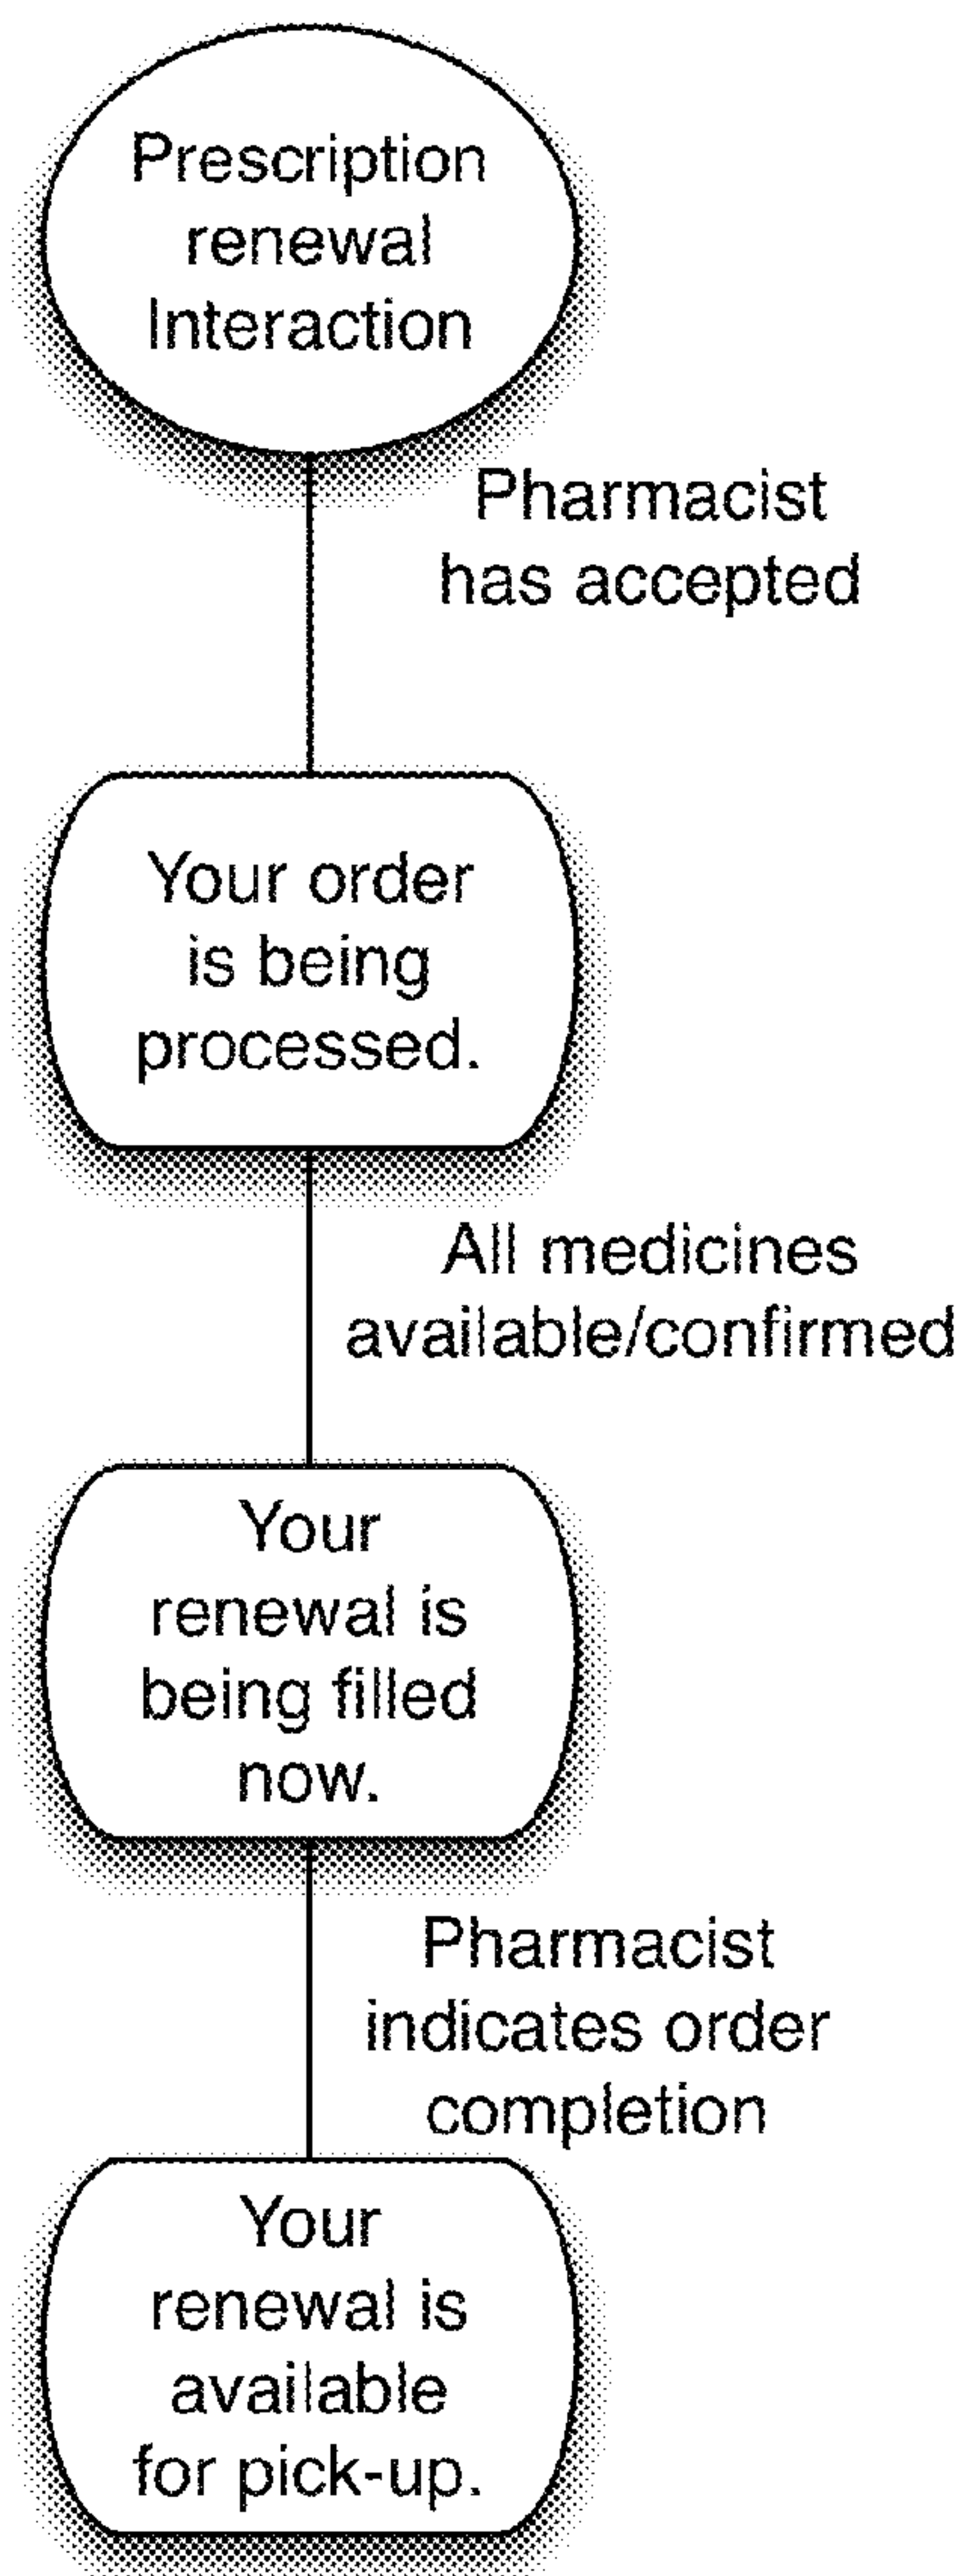 Prescription
renewal
Interaction
Pharmacist
has accepted
Your order
is being
processed.
All medicines
available/confirmed
Your
renewal is
being filled
now.
Pharmacist
indicates order
completion
Your
renewal is
available
for pick-up.